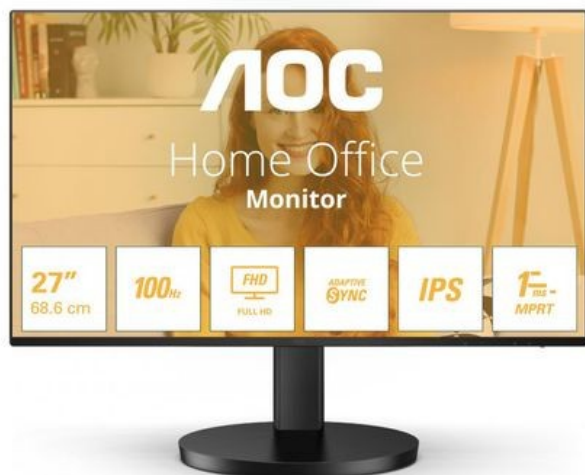 AOC
Home Office
Monitor
27"
68.6 cm
100Hz
FHD
FULL HD
ADAPTIVE
SYNC
IPS
1ms
MPRT